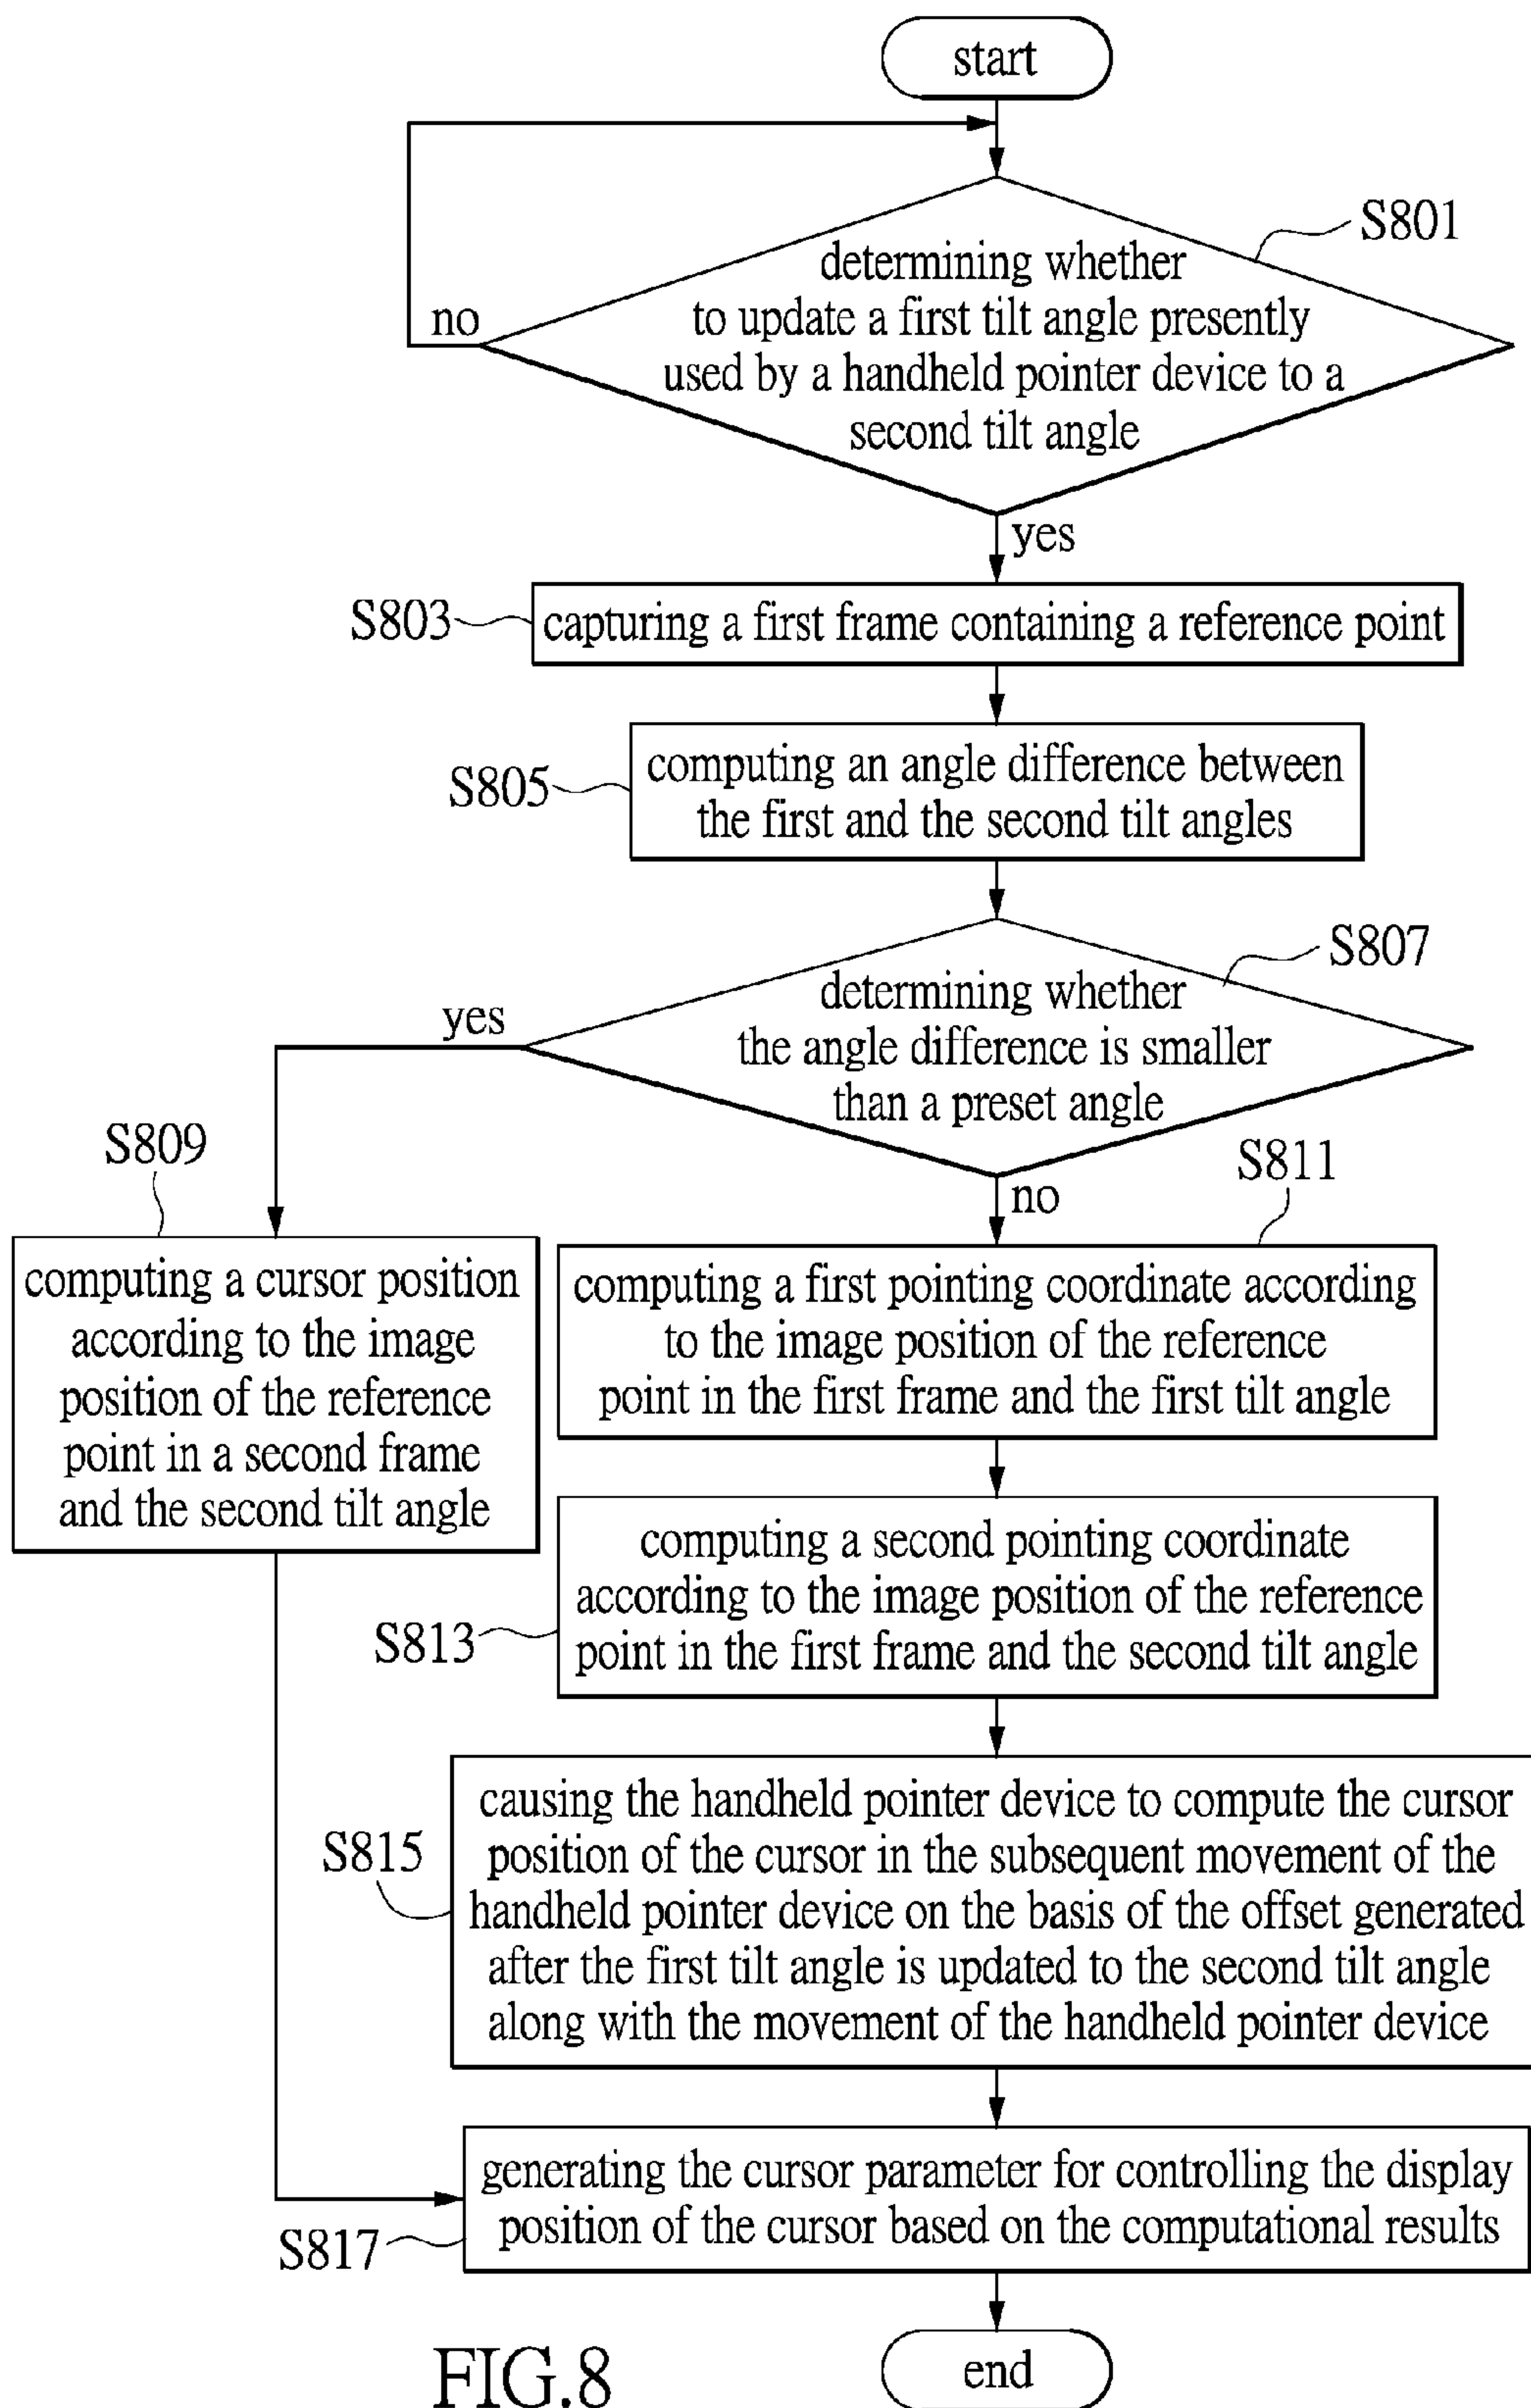 start
S801
determining whether
to update a first tilt angle presently
used by a handheld pointer device to a
second tilt angle
no
yes
S803
capturing a first frame containing a reference point
S805
computing an angle difference between
the first and the second tilt angles
S807
determining whether
the angle difference is smaller
than a preset angle
yes
no
S809
computing a cursor position
according to the image
position of the reference
point in a second frame
and the second tilt angle
S811
computing a first pointing coordinate according
to the image position of the reference
point in the first frame and the first tilt angle
S813
computing a second pointing coordinate
according to the image position of the reference
point in the first frame and the second tilt angle
S815
causing the handheld pointer device to compute the cursor
position of the cursor in the subsequent movement of the
handheld pointer device on the basis of the offset generated
after the first tilt angle is updated to the second tilt angle
along with the movement of the handheld pointer device
S817
generating the cursor parameter for controlling the display
position of the cursor based on the computational results
end
FIG.8